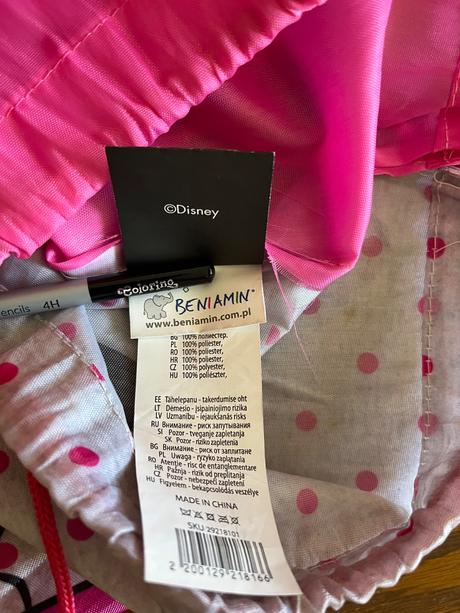 ©Disney
Coloring
encils 4H
BENIAMIN®
www.beniamin.com.pl
BG 100% полиестер.
PL 100% poliester,
RO 100% poliester,
HR 100% poliester,
CZ 100% polyester,
HU 100% poliészter,
EE Tähelepanu - takerdumise oht
LT Dėmesio - įsipainiojimo rizika
LV Uzmanību - iejaukšanās risks
RU Внимание - риск запутывания
SI Pozor - tveganje zapletanja
SK Pozor - riziko zapletenia
BG Внимание - риск от заплитане
PL Uwaga - ryzyko zaplątania
RO Atenţie - risc de entanglementare
HR Pažnja - rizik od preplitanja
CZ Pozor - nebezpečí zapletení
HU Figyelem - bekapcsolódás veszélye
MADE IN CHINA
SKU 29218101
2 200129 218166